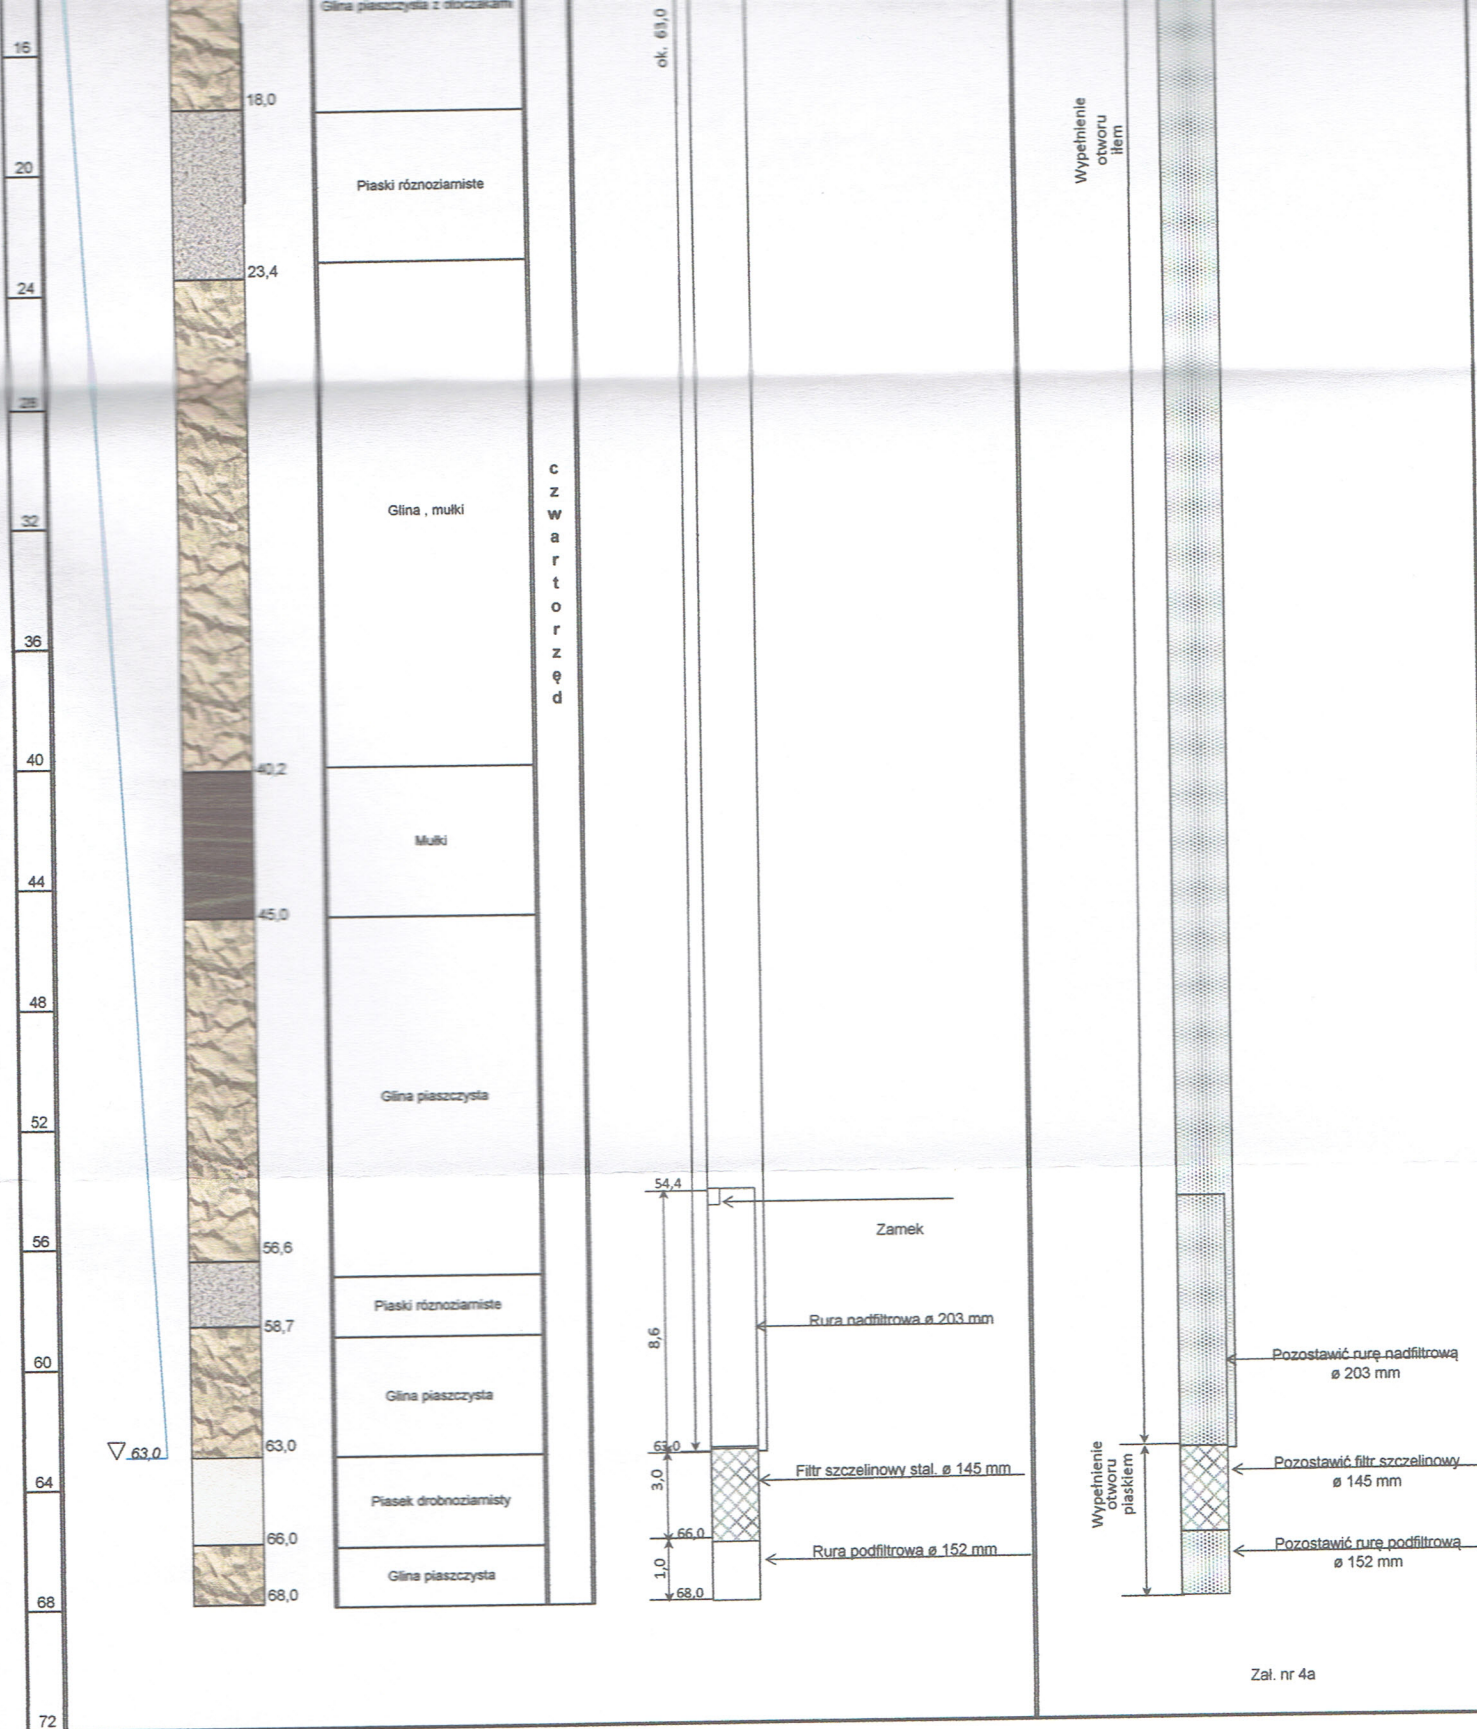 16
20
24
28
32
36
40
44
48
52
56
60
64
68
72
63,0
18,0
23,4
40,2
45,0
56,6
58,7
63,0
66,0
68,0
Glina piaszczysta z otoczakami
Piaski róznoziarniste
Glina , mułki
Mułki
Glina piaszczysta
Piaski róznoziarniste
Glina piaszczysta
Piasek drobnoziarnisty
Glina piaszczysta
czwartorzęd
ok. 63,0
54,4
8,6
63,0
3,0
66,0
1,0
68,0
Zamek
Rura nadfiltrowa ø 203 mm
Filtr szczelinowy stal. ø 145 mm
Rura podfiltrowa ø 152 mm
Wypełnienie
otworu
iłem
Wypełnienie
otworu
piaskiem
Pozostawić rurę nadfiltrową
ø 203 mm
Pozostawić filtr szczelinowy
ø 145 mm
Pozostawić rurę podfiltrową
ø 152 mm
Zał. nr 4a